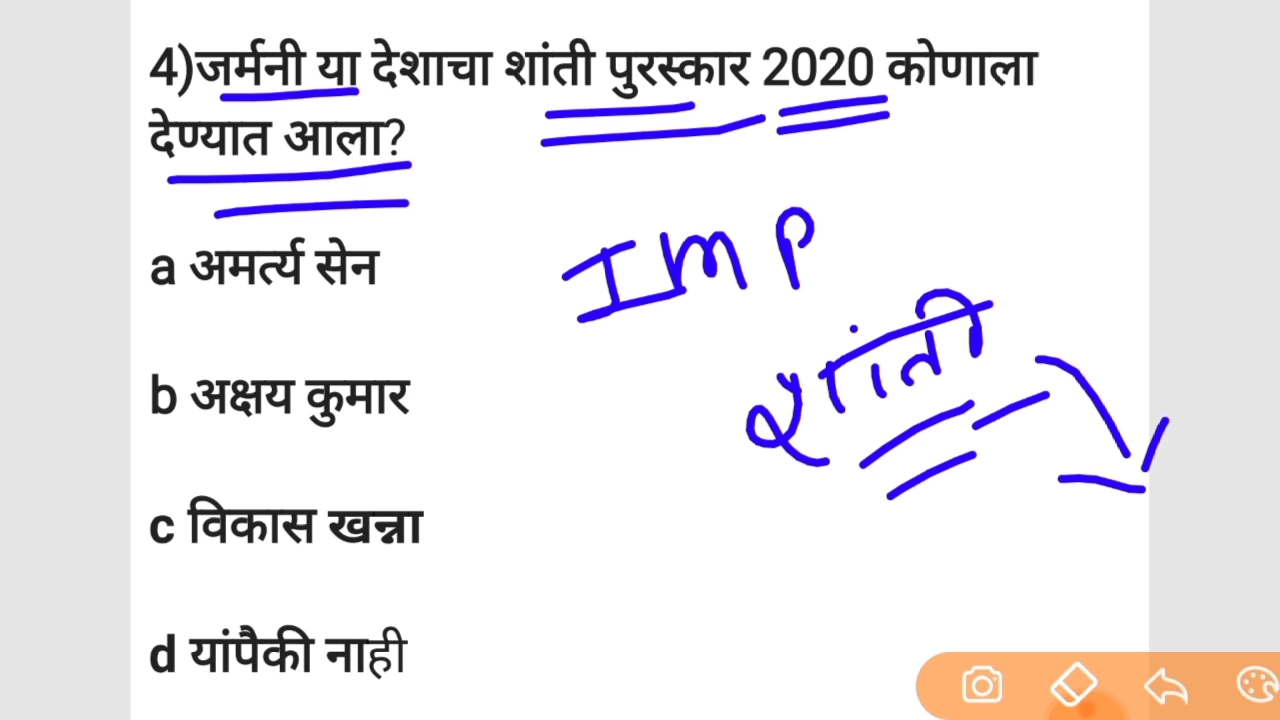 4)जर्मनी या देशाचा शांती पुरस्कार 2020 कोणाला
देण्यात आला?
a अमर्त्य सेन
IMP
शांती
b अक्षय कुमार
c विकास खन्ना
d यांपैकी नाही